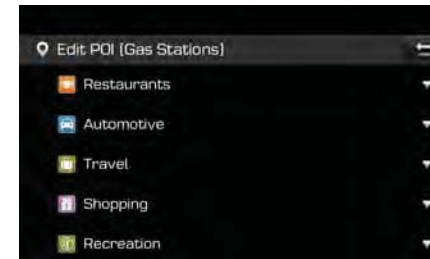 Edit POI (Gas Stations)
Restaurants
Automotive
Travel
Shopping
Recreation